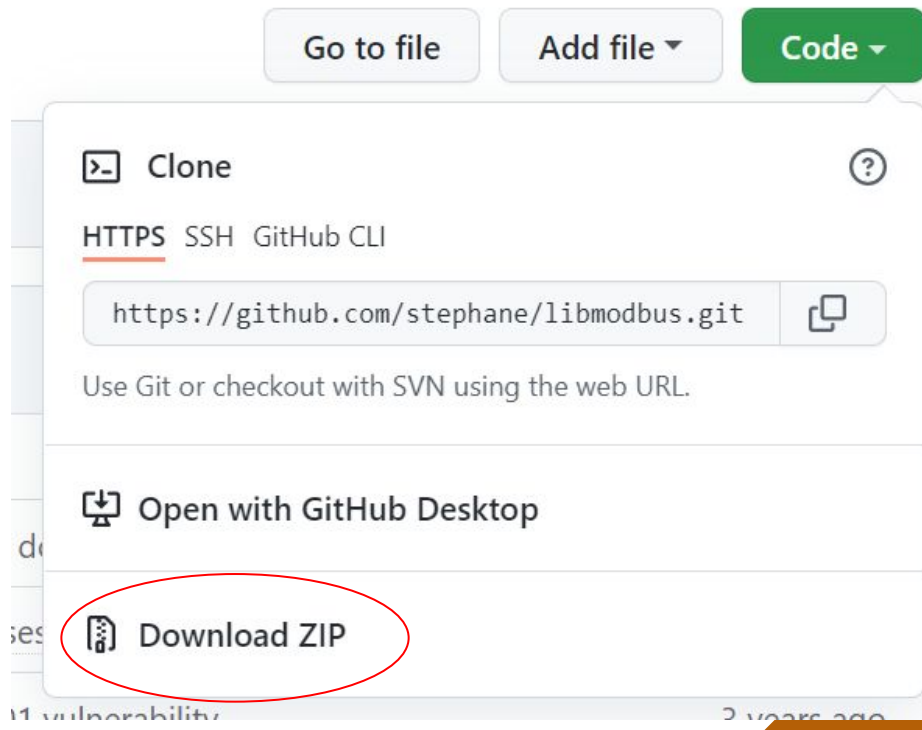 Go to file Add file Code
Clone
HTTPS SSH GitHub CLI
https://github.com/stephane/libmodbus.git
Use Git or checkout with SVN using the web URL.
Open with GitHub Desktop
Download ZIP
vulnerability